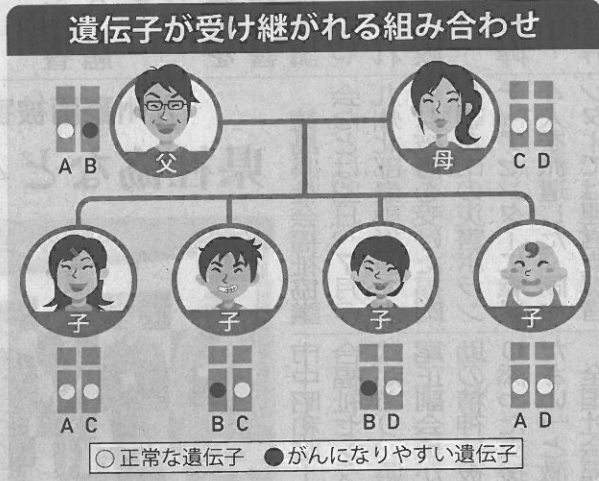 遺伝子が受け継がれる組み合わせ
A B
父
母
C D
子
子
子
子
A C
B C
B D
A D
○正常な遺伝子 ●がんになりやすい遺伝子